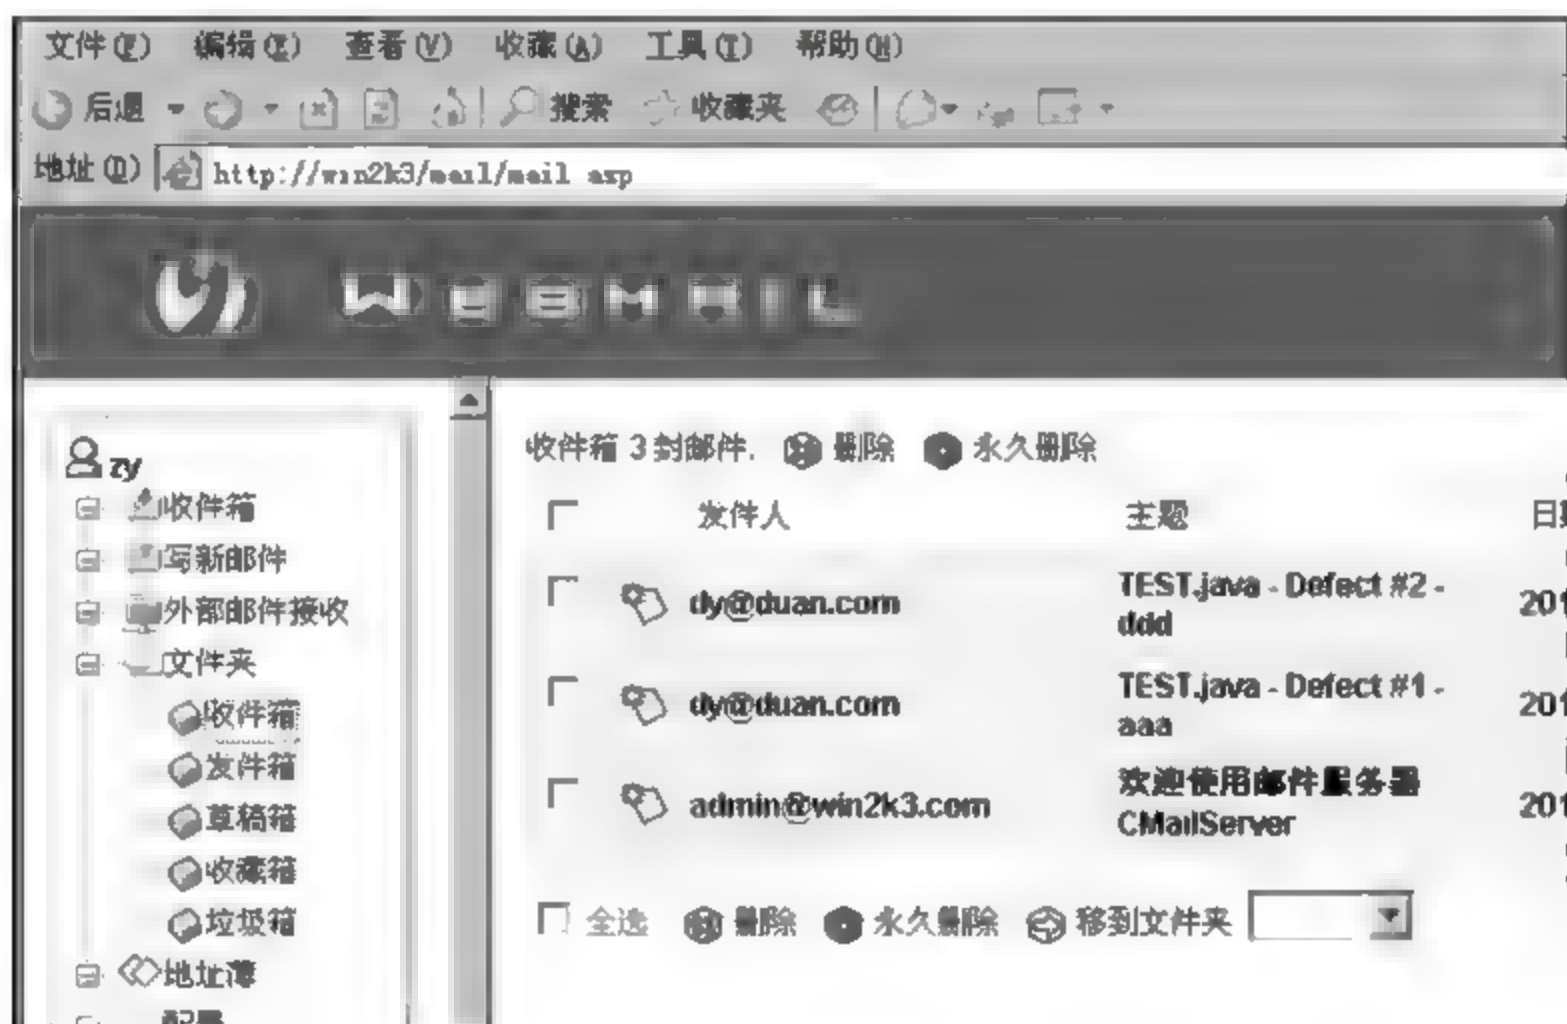 文件(F) 编辑(E) 查看(V) 收藏(A) 工具(T) 帮助(H)
后退 搜索 收藏夹
地址(D) http://win2k3/mail/mail.asp
zy
收件箱
写新邮件
外部邮件接收
文件夹
收件箱
发件箱
草稿箱
收藏箱
垃圾箱
地址簿
配置
收件箱 3 封邮件. 删除 永久删除
发件人 主题
dy@duan.com TEST.java - Defect #2 - 201
ddd
dy@duan.com TEST.java - Defect #1 - 201
aaa
admin@win2k3.com 欢迎使用邮件服务器 201
CMailServer
全选 删除 永久删除 移到文件夹